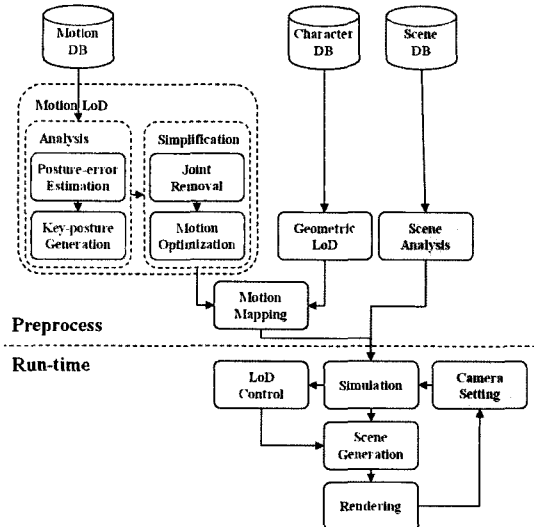 Motion
DB
Character
DB
Scene
DB
Motion LoD
Analysis
Posture-error
Estimation
Key-posture
Generation
Simplification
Joint
Removal
Motion
Optimization
Geometric
LoD
Scene
Analysis
Motion
Mapping
Preprocess
Run-time
LoD
Control
Simulation
Camera
Setting
Scene
Generation
Rendering